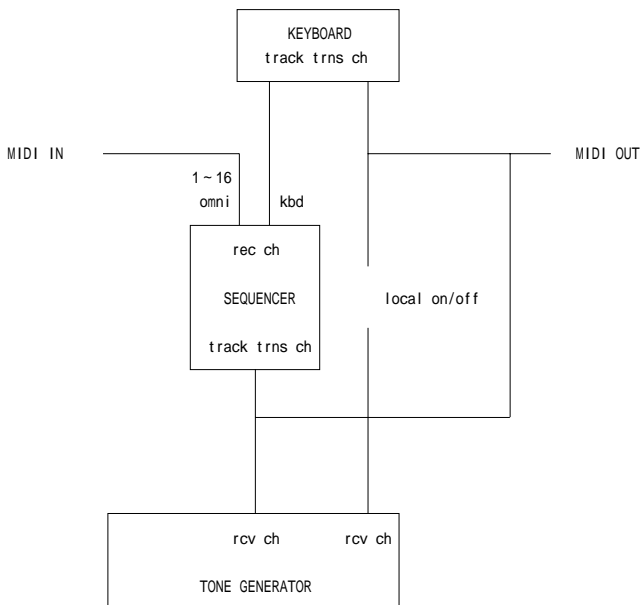 KEYBOARD
track trns ch
MIDI IN
MIDI OUT
1~16
omni
kbd
rec ch
SEQUENCER
local on/off
track trns ch
rcv ch
rcv ch
TONE GENERATOR